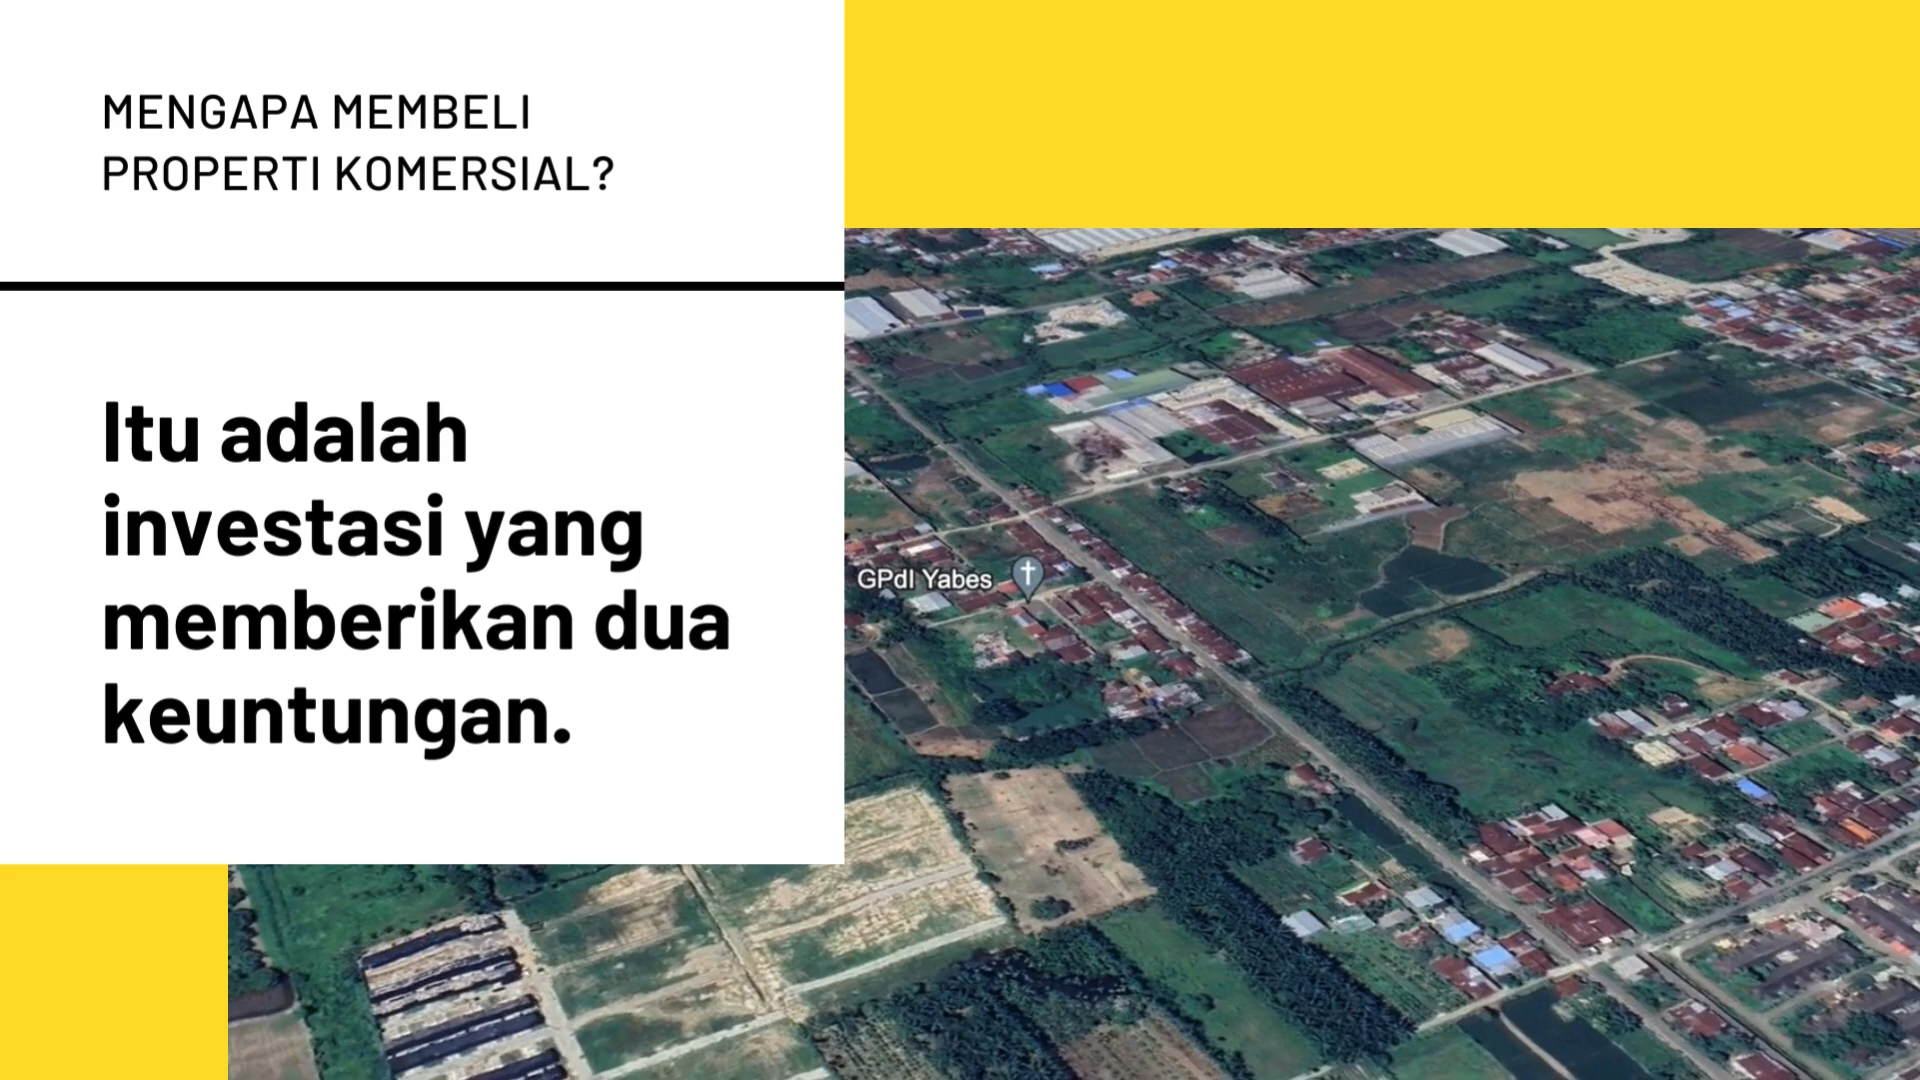 MENGAPA MEMBELI
PROPERTI KOMERSIAL?
Itu adalah
investasi yang
memberikan dua
keuntungan.
GPdI Yabes